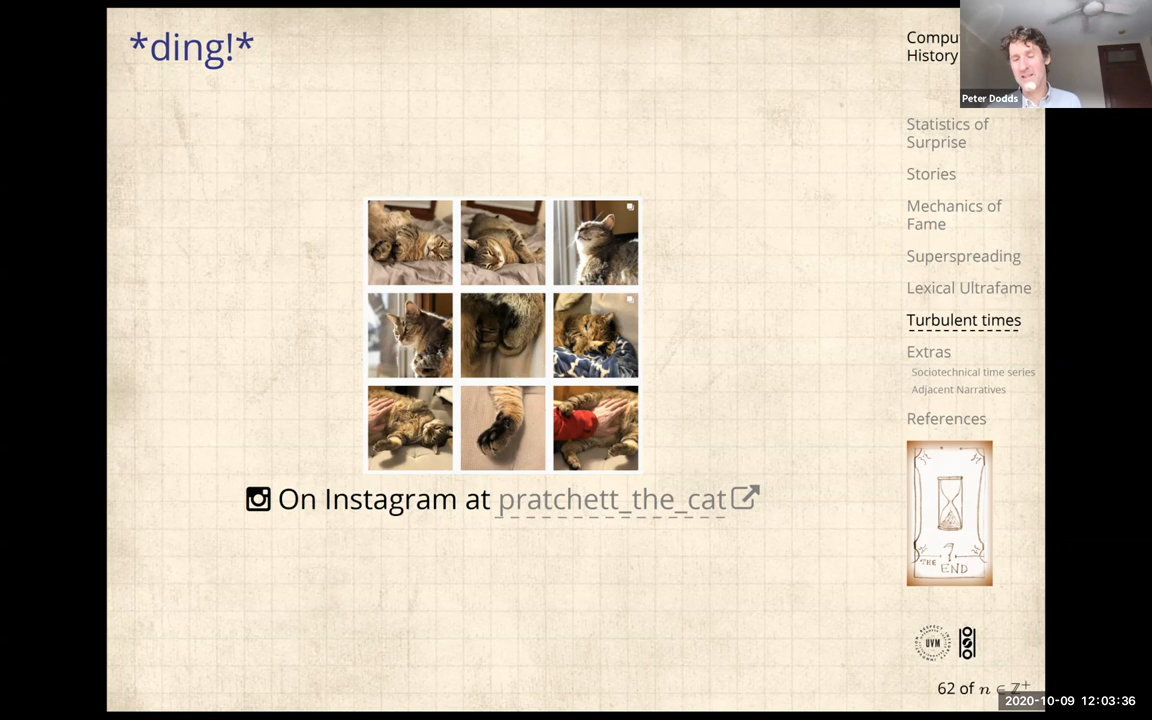 *ding!*
Compu
History
Peter Dodds
Statistics of
Surprise
Stories
Mechanics of
Fame
Superspreading
Lexical Ultrafame
Turbulent times
Extras
Sociotechnical time series
Adjacent Narratives
References
?
THE END
On Instagram at pratchett_the_cat
UVM
62 of n ∈ ℤ+
2020-10-09 12:03:36